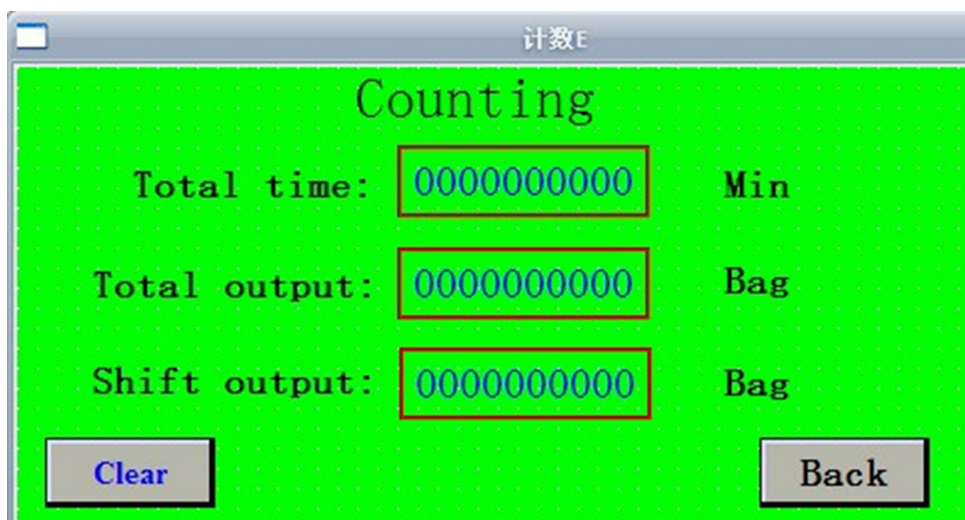 计数E
Counting
Total time: 0000000000 Min
Total output: 0000000000 Bag
Shift output: 0000000000 Bag
Clear Back